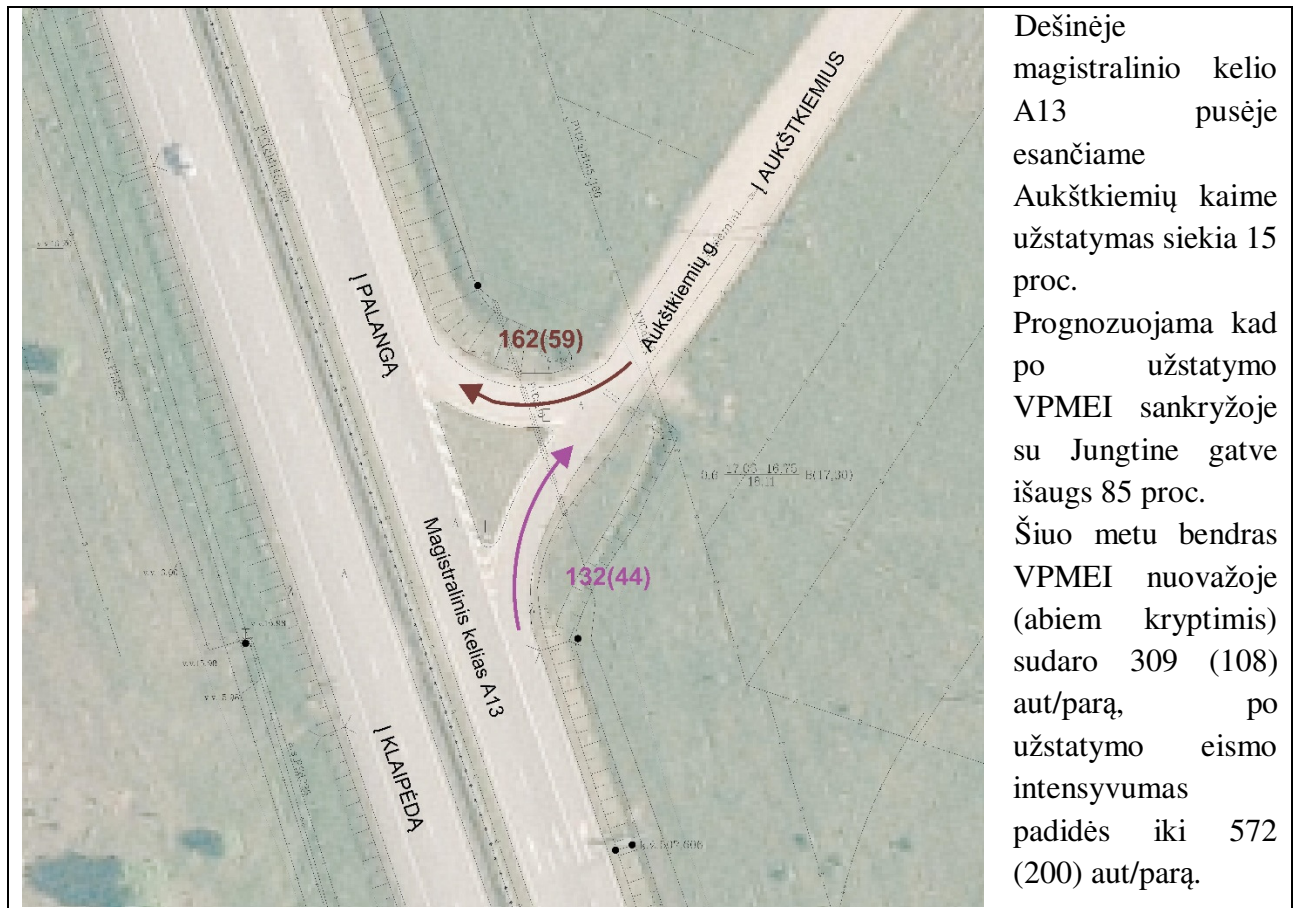 Į AUKŠTKIEMIUS
Aukštkiemių g.
162(59)
Į PALANGĄ
132(44)
Magistralinis kelias A13
Į KLAIPĖDĄ
Dešinėje
magistralinio kelio
A13 pusėje
esančiame
Aukštkiemių kaime
užstatymas siekia 15
proc.
Prognozuojama kad
po užstatymo
VPMEI sankryžoje
su Jungtine gatve
išaugs 85 proc.
Šiuo metu bendras
VPMEI nuovažoje
(abiem kryptimis)
sudaro 309 (108)
aut/parą, po
užstatymo eismo
intensyvumas
padidės iki 572
(200) aut/parą.